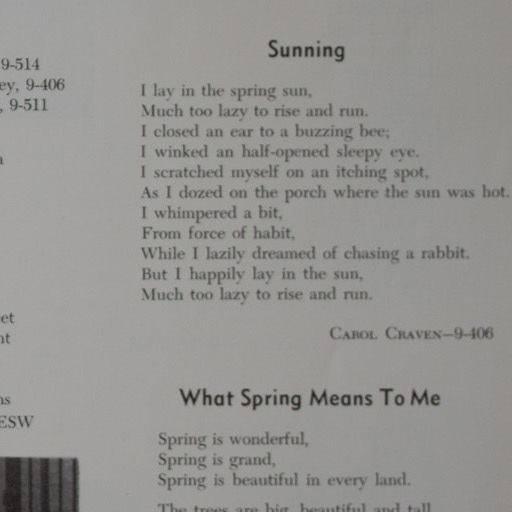 9-514
ey, 9-406
, 9-511
et
nt
ns
ESW
Sunning
I lay in the spring sun,
Much too lazy to rise and run.
I closed an ear to a buzzing bee;
I winked an half-opened sleepy eye.
I scratched myself on an itching spot,
As I dozed on the porch where the sun was hot.
I whimpered a bit,
From force of habit,
While I lazily dreamed of chasing a rabbit.
But I happily lay in the sun,
Much too lazy to rise and run.
CAROL CRAVEN—9-406
What Spring Means To Me
Spring is wonderful,
Spring is grand,
Spring is beautiful in every land.
The trees are big, beautiful and tall